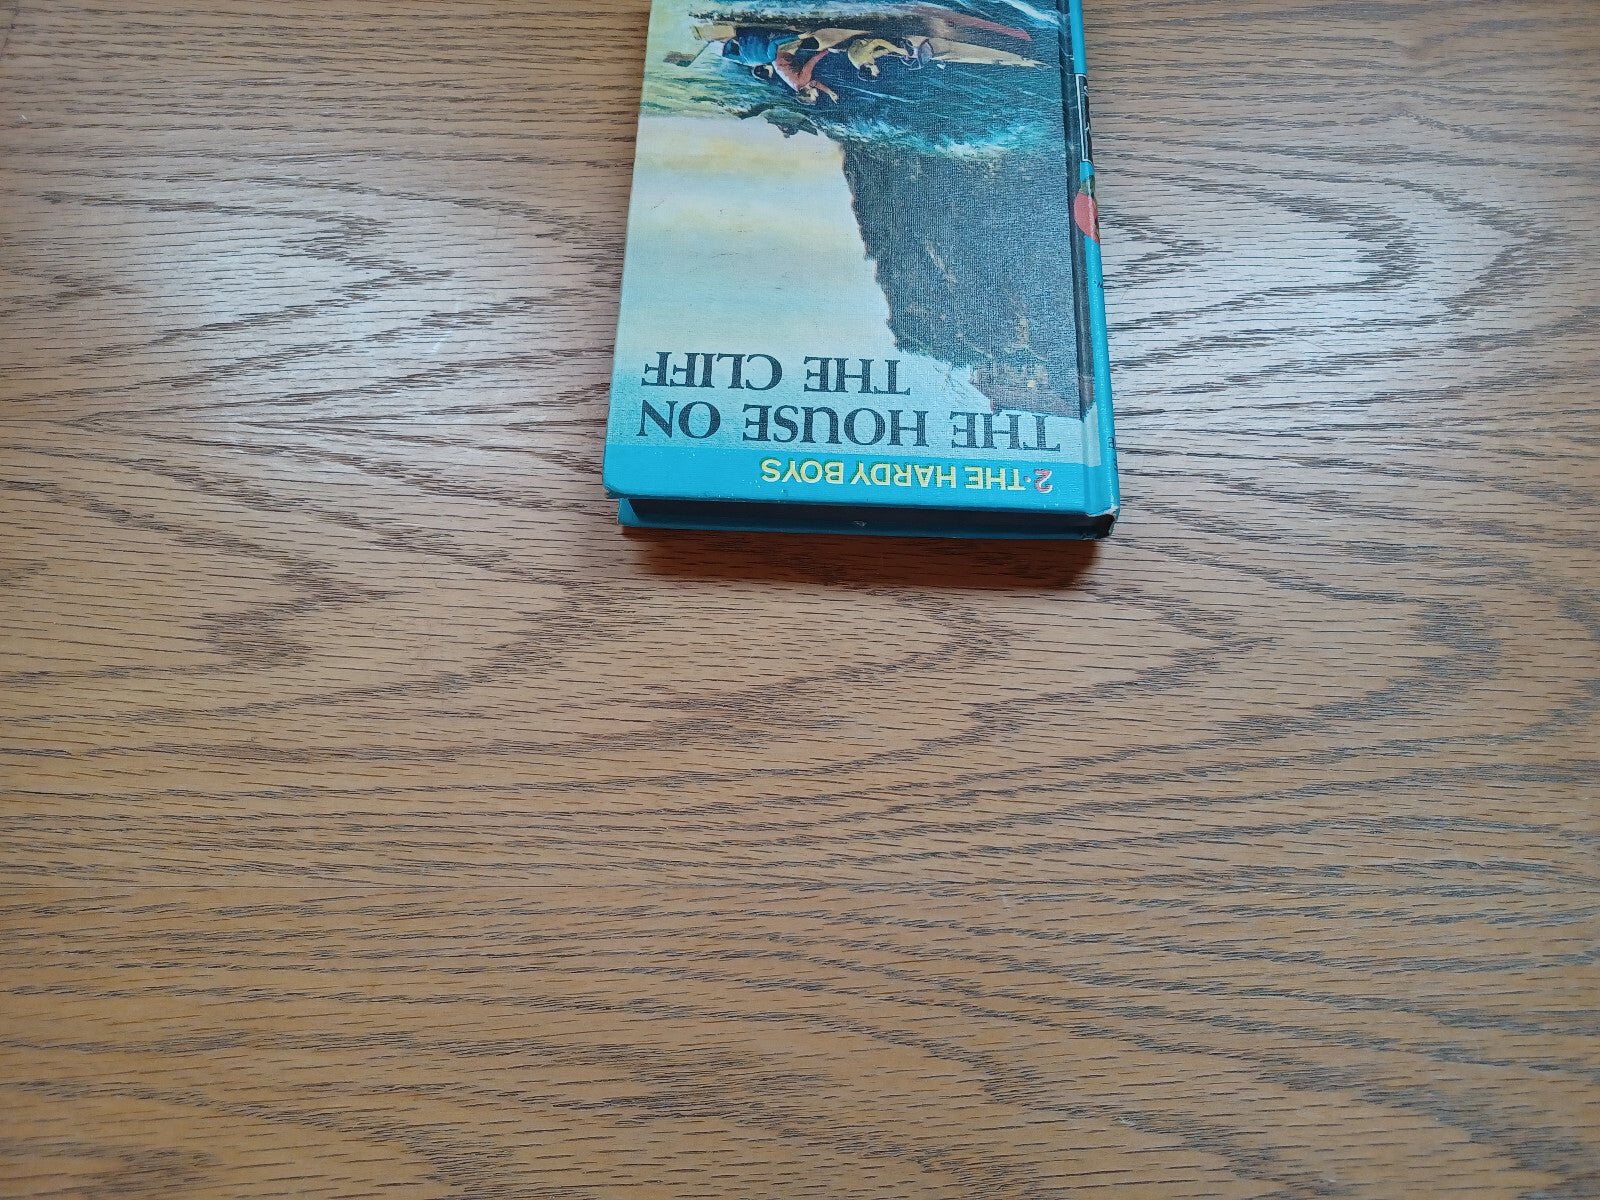 2·THE HARDY BOYS
THE HOUSE ON
THE CLIFF